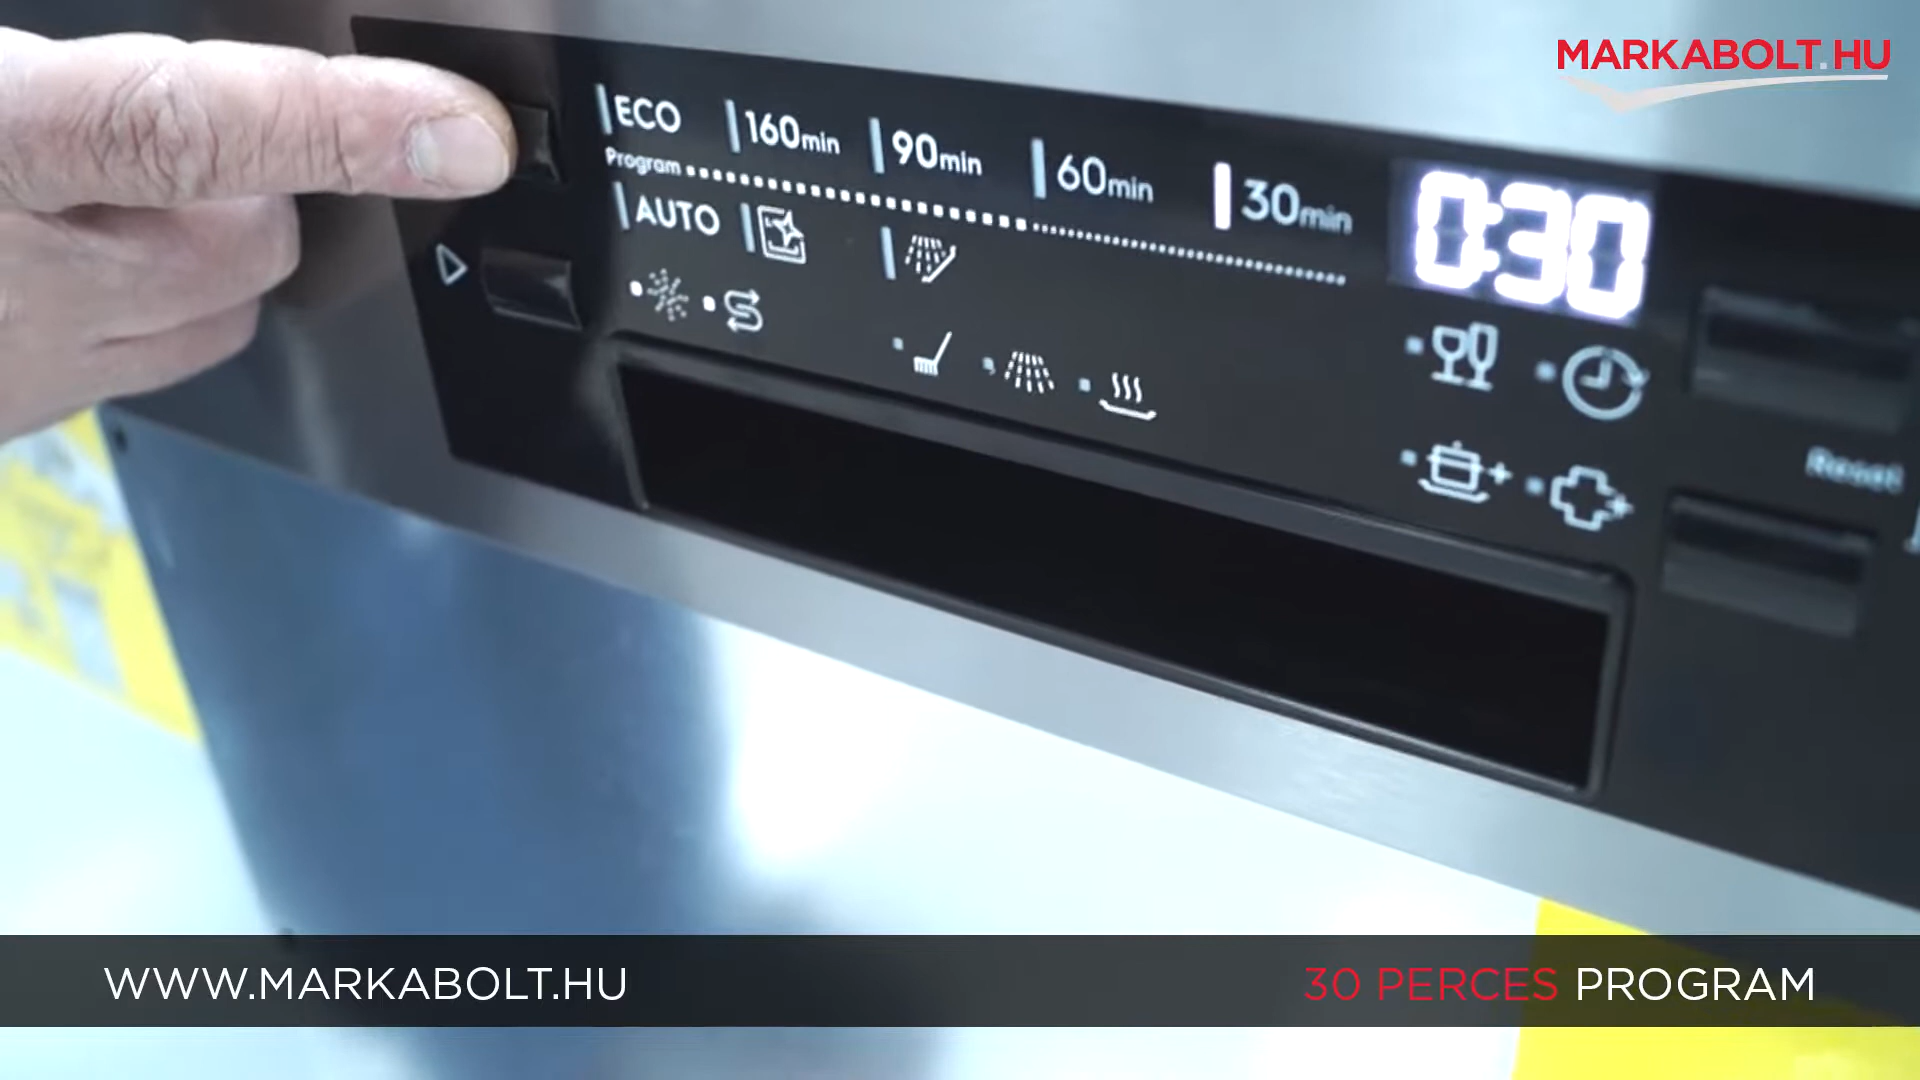 MARKABOLT.HU
ECO 160min 90min 60min 30min
Program
0:30
AUTO
Reset
WWW.MARKABOLT.HU
30 PERCES PROGRAM